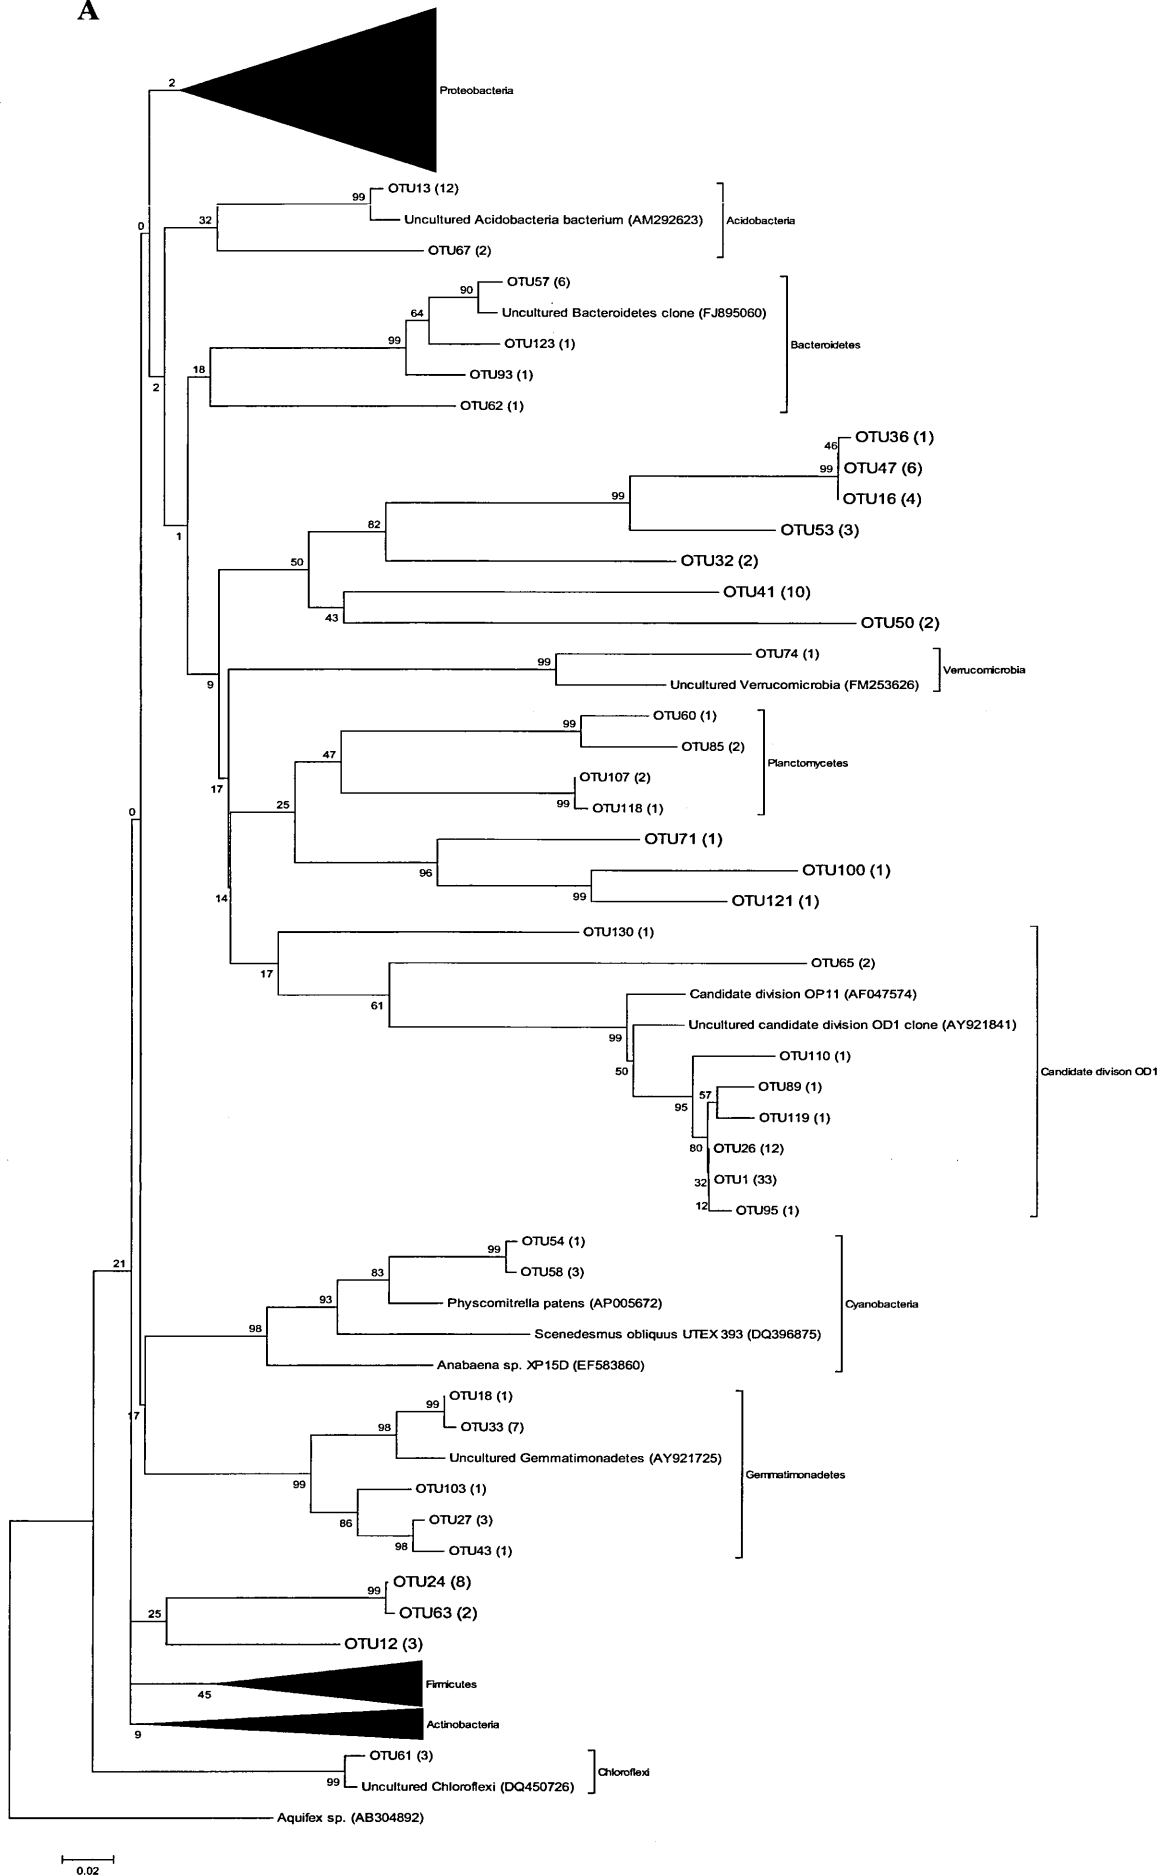 A
2
Proteobacteria
OTU13 (12)
99
Uncultured Acidobacteria bacterium (AM292623)
Acidobacteria
32
0
OTU67 (2)
OTU57 (6)
90
Uncultured Bacteroidetes clone (FJ895060)
64
OTU123 (1)
99
Bacteroidetes
OTU93 (1)
18
2
OTU62 (1)
OTU36 (1)
46
OTU47 (6)
99
OTU16 (4)
99
OTU53 (3)
82
1
OTU32 (2)
50
OTU41 (10)
43
OTU50 (2)
OTU74 (1)
99
Verrucomicrobia
9
Uncultured Verrucomicrobia (FM253626)
OTU60 (1)
99
OTU85 (2)
47
Planctomycetes
OTU107 (2)
17
99
OTU118 (1)
25
0
OTU71 (1)
96
OTU100 (1)
99
14
OTU121 (1)
OTU130 (1)
OTU65 (2)
17
Candidate division OP11 (AF047574)
61
Uncultured candidate division OD1 clone (AY921841)
99
OTU110 (1)
50
Candidate divison OD1
OTU89 (1)
57
95
OTU119 (1)
80
OTU26 (12)
32
OTU1 (33)
12
OTU95 (1)
OTU54 (1)
99
21
OTU58 (3)
83
93
Physcomitrella patens (AP005672)
Cyanobacteria
98
Scenedesmus obliquus UTEX 393 (DQ396875)
Anabaena sp. XP15D (EF583860)
OTU18 (1)
99
17
OTU33 (7)
98
Uncultured Gemmatimonadetes (AY921725)
Gemmatimonadetes
99
OTU103 (1)
86
OTU27 (3)
98
OTU43 (1)
OTU24 (8)
99
OTU63 (2)
25
OTU12 (3)
Firmicutes
45
Actinobacteria
9
OTU61 (3)
Chloroflexi
99
Uncultured Chloroflexi (DQ450726)
Aquifex sp. (AB304892)
0.02